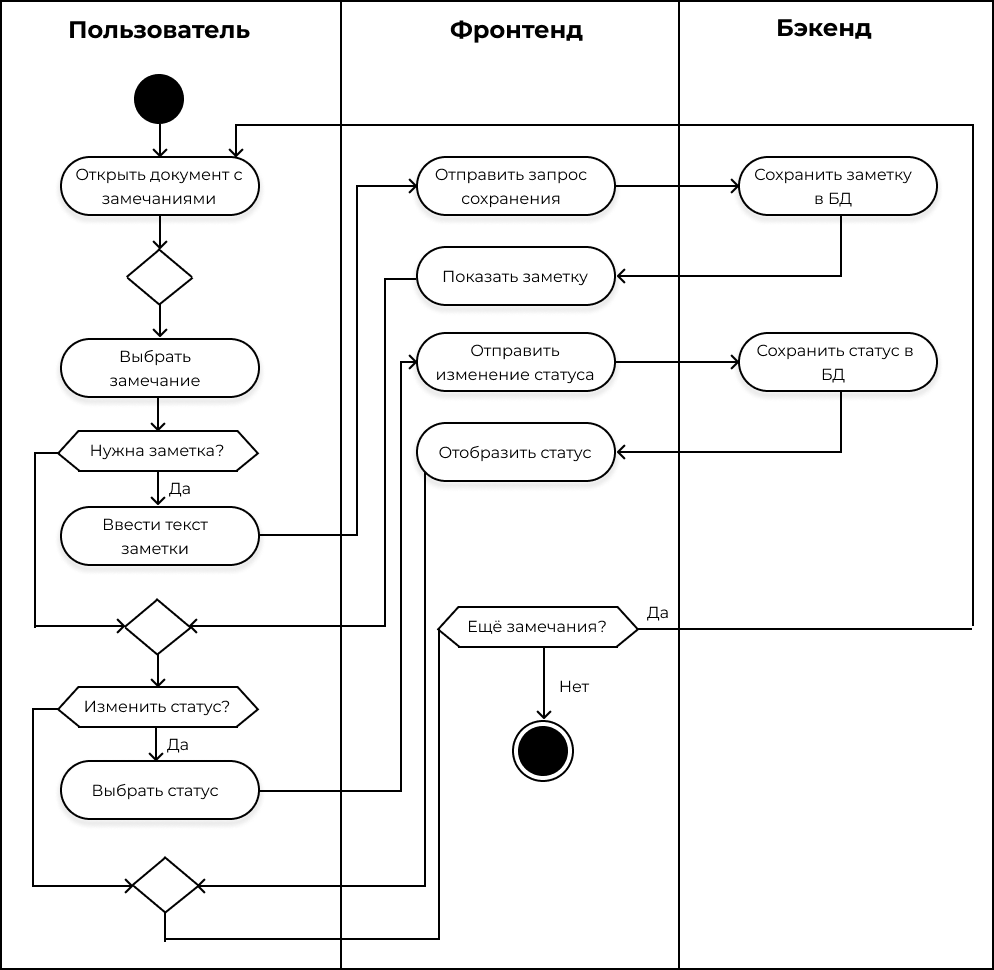 Пользователь
Фронтенд
Бэкенд
Открыть документ с
замечаниями
Отправить запрос
сохранения
Сохранить заметку
в БД
Показать заметку
Выбрать
замечание
Отправить
изменение статуса
Сохранить статус в
БД
Нужна заметка?
Отобразить статус
Да
Ввести текст
заметки
Ещё замечания?
Да
Нет
Изменить статус?
Да
Выбрать статус